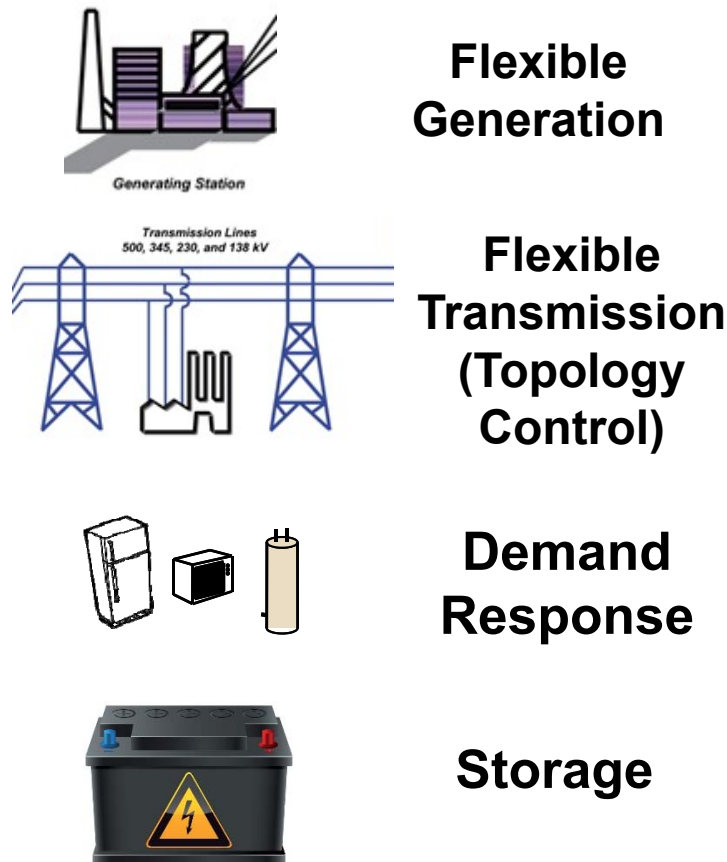 Flexible
Generation
Generating Station
Transmission Lines
500, 345, 230, and 138 kV
Flexible
Transmission
(Topology
Control)
Demand
Response
Storage